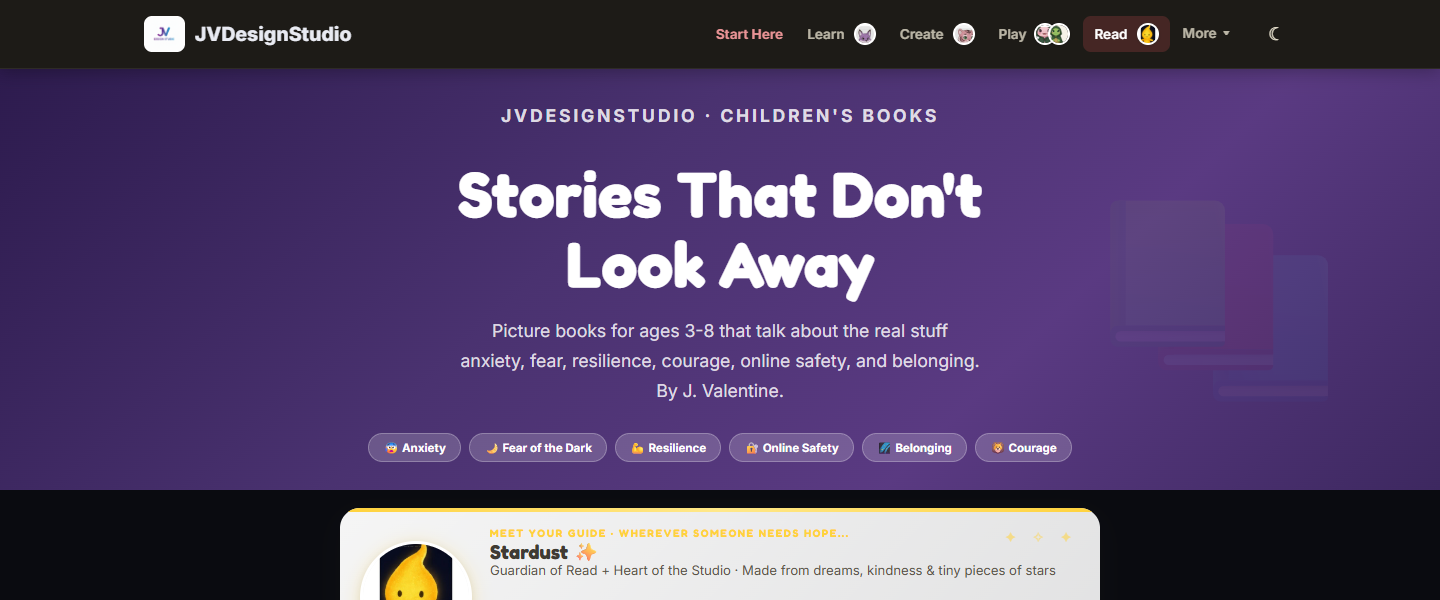 JVDesignStudio
Start Here
Learn
Create
Play
Read
More
JVDESIGNSTUDIO · CHILDREN'S BOOKS
Stories That Don't
Look Away
Picture books for ages 3-8 that talk about the real stuff
anxiety, fear, resilience, courage, online safety, and belonging.
By J. Valentine.
Anxiety
Fear of the Dark
Resilience
Online Safety
Belonging
Courage
MEET YOUR GUIDE · WHEREVER SOMEONE NEEDS HOPE...
Stardust
Guardian of Read + Heart of the Studio · Made from dreams, kindness & tiny pieces of stars